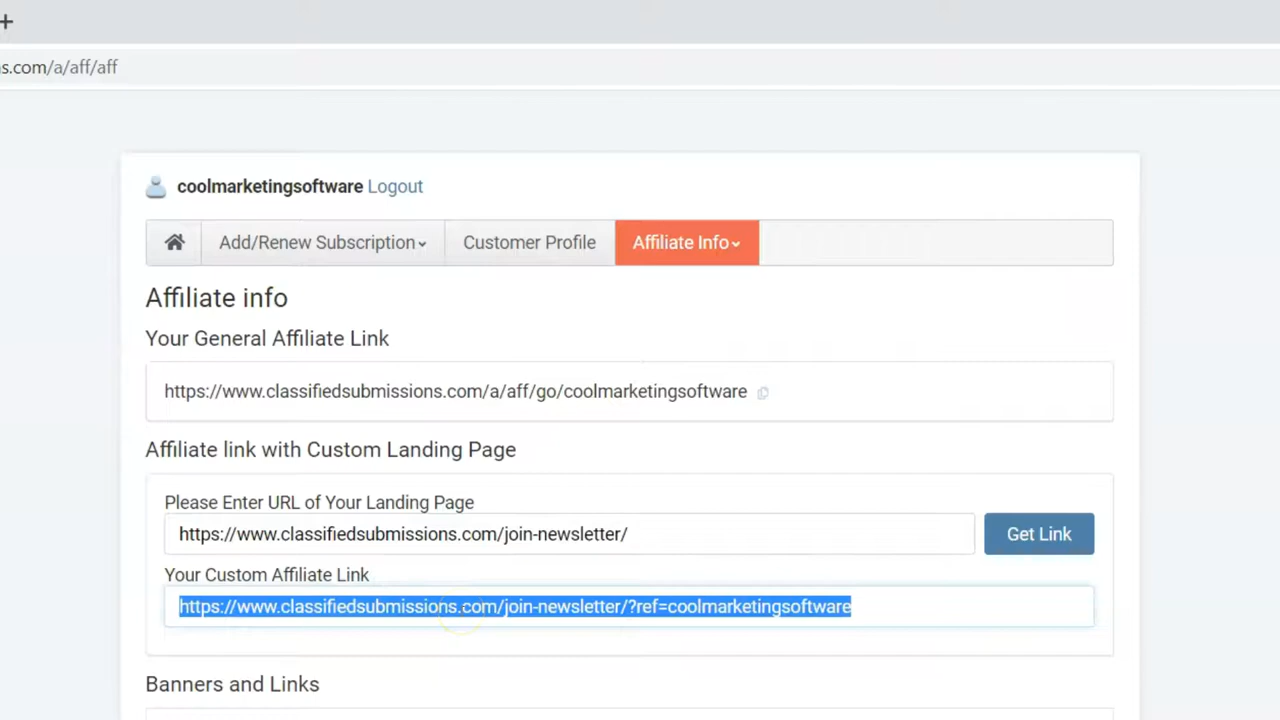 s.com/a/aff/aff
coolmarketingsoftware Logout
Add/Renew Subscription Customer Profile Affiliate Info
Affiliate info
Your General Affiliate Link
https://www.classifiedsubmissions.com/a/aff/go/coolmarketingsoftware
Affiliate link with Custom Landing Page
Please Enter URL of Your Landing Page
https://www.classifiedsubmissions.com/join-newsletter/ Get Link
Your Custom Affiliate Link
https://www.classifiedsubmissions.com/join-newsletter/?ref=coolmarketingsoftware
Banners and Links